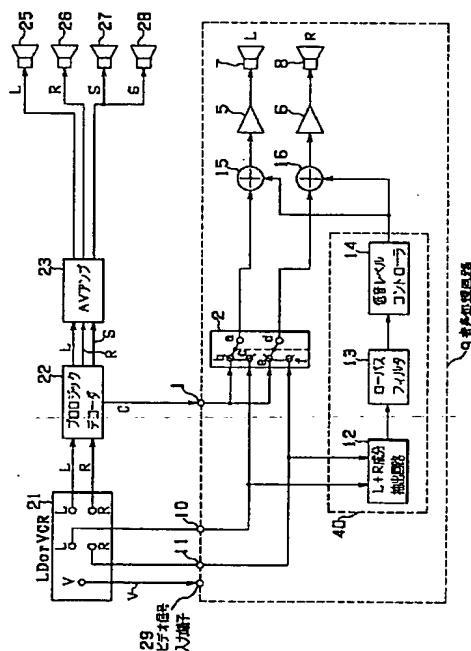 25
26
27
28
L
R
S
6
23
AVアンプ
L
R
S
22
プロロジック
デコーダ
C
L
R
LDorVCR
21
L
R
L
R
V
V
29
ビデオ信号
入力端子
11
10
1
2
a
b
c
d
e
f
15
16
5
6
7
8
L
R
40
12
L+R成分
抽出回路
13
ローパス
フィルタ
14
低音レベル
コントローラ
9音声処理回路